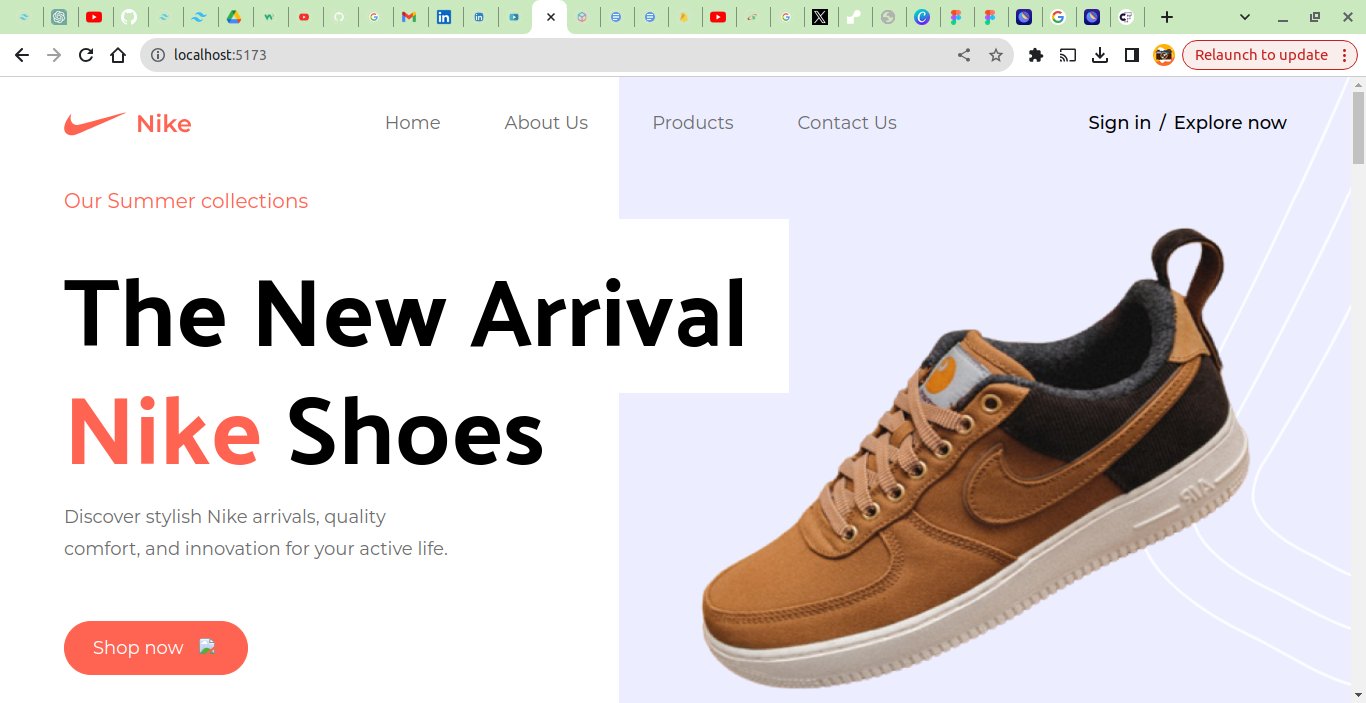 localhost:5173
Relaunch to update
Nike
Home
About Us
Products
Contact Us
Sign in / Explore now
Our Summer collections
The New Arrival
Nike Shoes
Discover stylish Nike arrivals, quality
comfort, and innovation for your active life.
Shop now
AIR